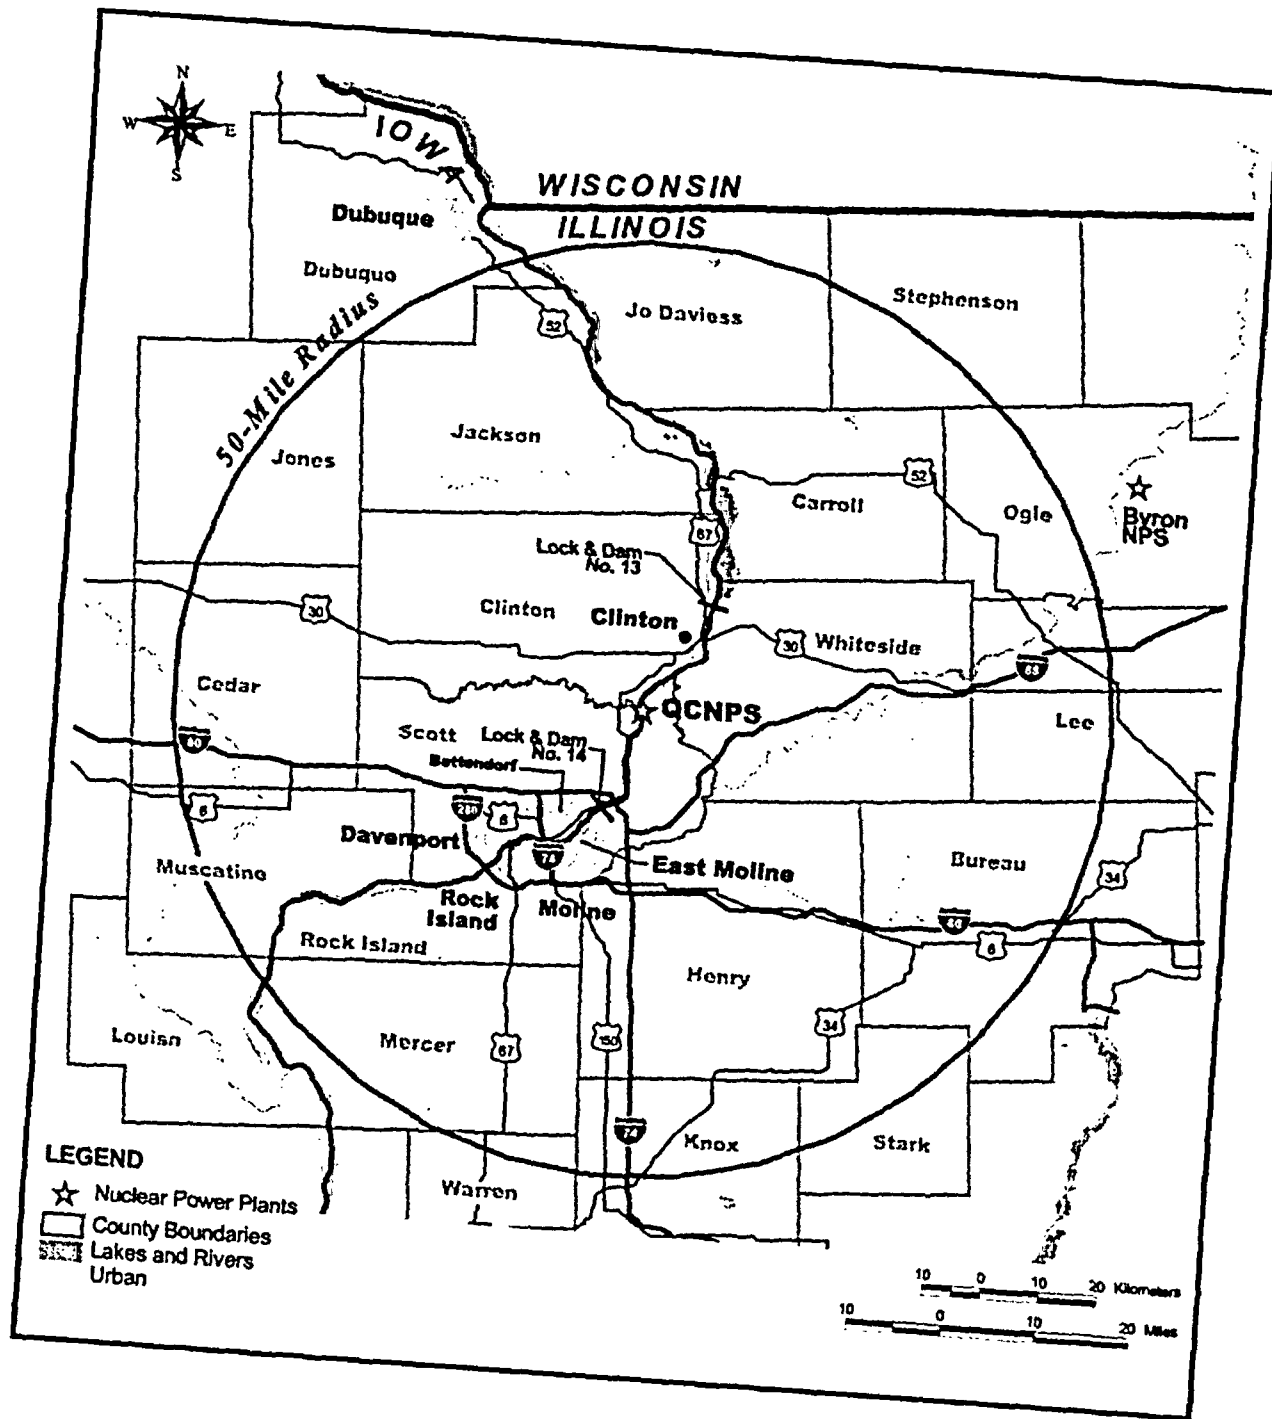 N
W E
S
IOWA
WISCONSIN
ILLINOIS
Dubuque
Dubuque
50-Mile Radius
52
Jo Daviess
Stephenson
Jackson
Jones
52
Carroll
Ogle
Byron
NPS
67
Lock & Dam
No. 13
Clinton
Clinton
30
30
Whiteside
88
Cedar
QCNPS
Lee
Scott
Lock & Dam
No. 14
Bettendorf
80
6
280
6
Davenport
74
East Moline
Bureau
34
Muscatine
Rock
Island
Moline
80
6
Rock Island
Henry
34
Louisa
Mercer
67
150
74
Knox
Stark
Warren
LEGEND
Nuclear Power Plants
County Boundaries
Lakes and Rivers
Urban
10 0 10 20 Kilometers
10 0 10 20 Miles